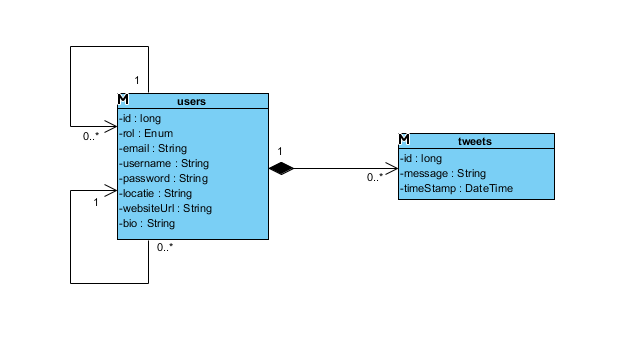 1
M
users
0..*
-id : long
-rol : Enum
-email : String
-username : String
-password : String
-locatie : String
-websiteUrl : String
-bio : String
1
0..*
1
0..*
M
tweets
-id : long
-message : String
-timeStamp : DateTime